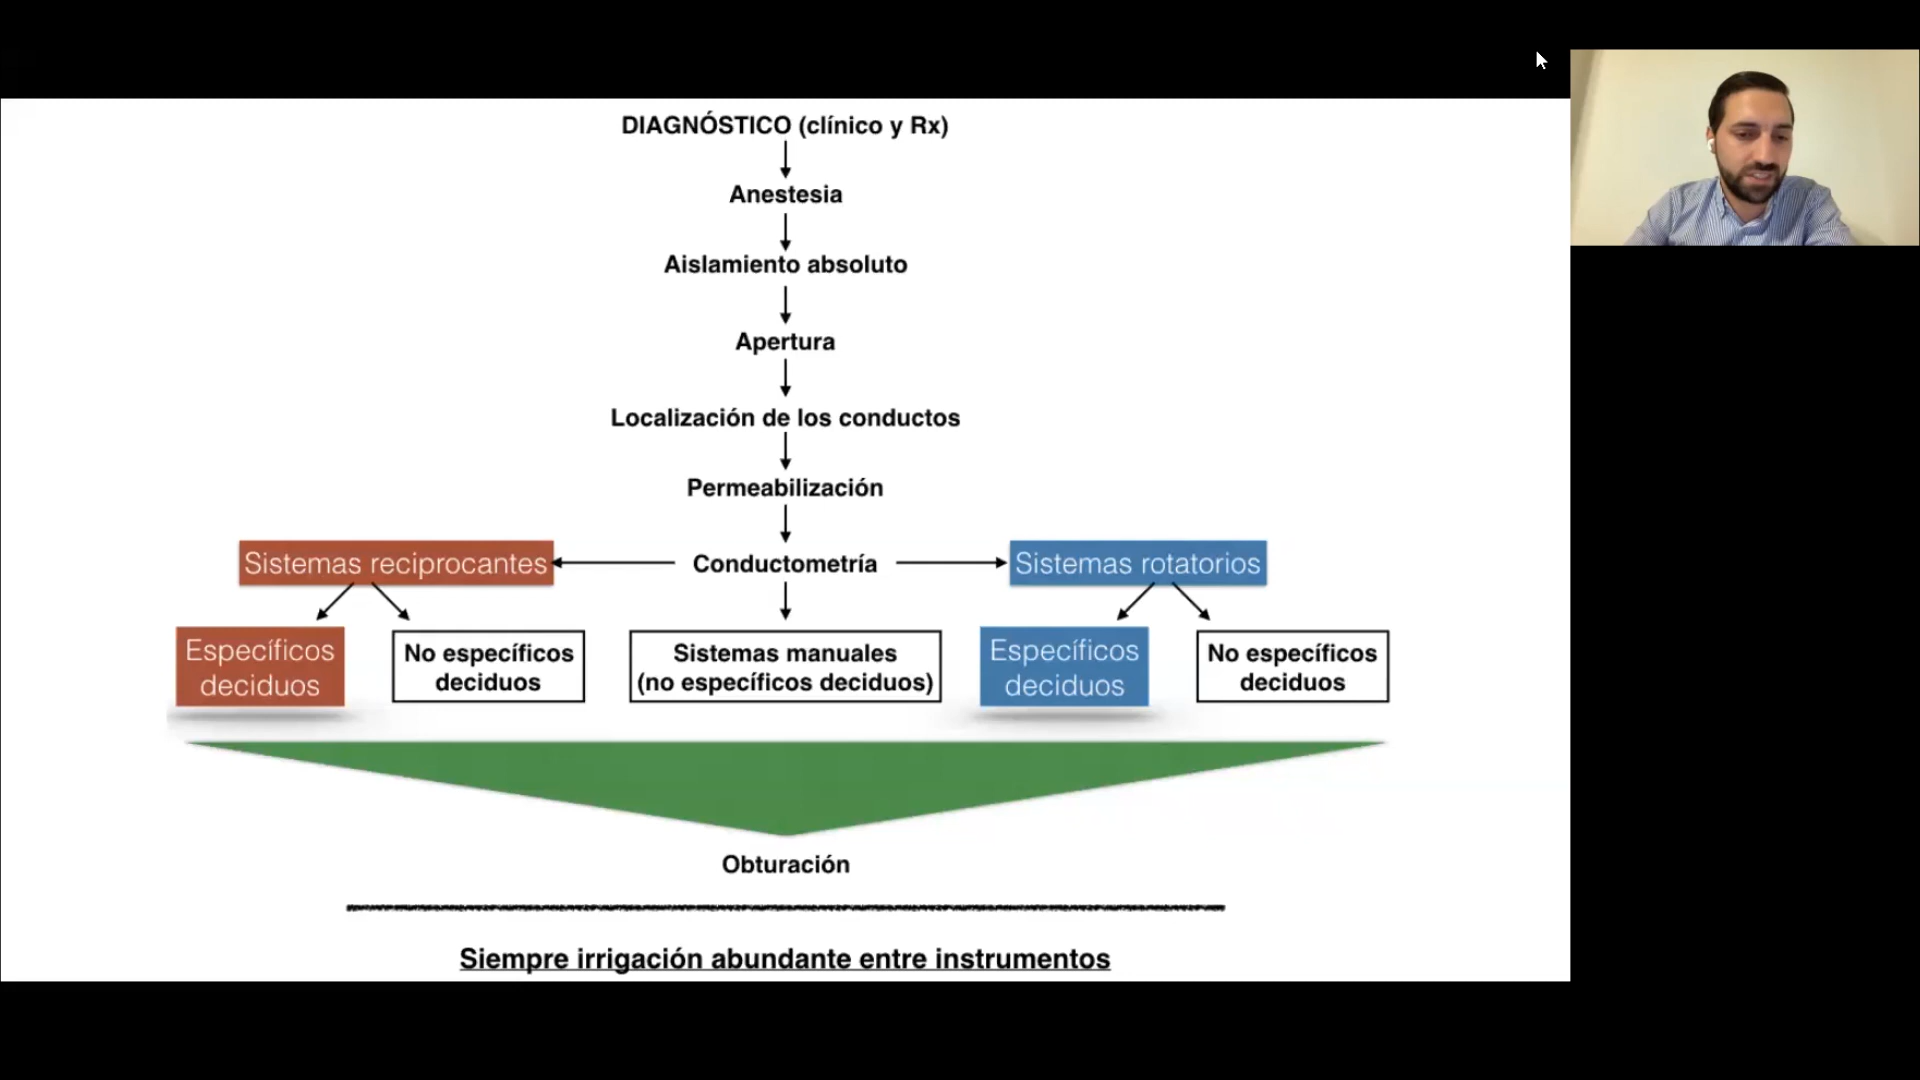 DIAGNÓSTICO (clínico y Rx)
Anestesia
Aislamiento absoluto
Apertura
Localización de los conductos
Permeabilización
Sistemas reciprocantes
Conductometría
Sistemas rotatorios
Específicos
deciduos
No específicos
deciduos
Sistemas manuales
(no específicos deciduos)
Específicos
deciduos
No específicos
deciduos
Obturación
Siempre irrigación abundante entre instrumentos